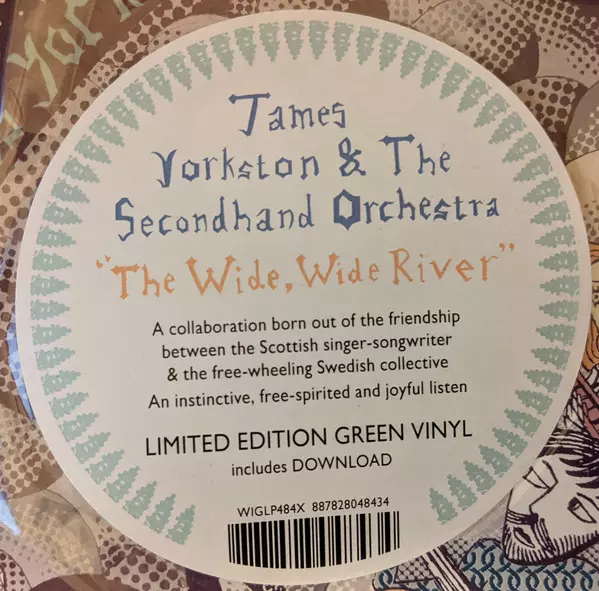 York
James
Yorkston & The
Secondhand Orchestra
"The Wide, Wide River"
A collaboration born out of the friendship
between the Scottish singer-songwriter
& the free-wheeling Swedish collective
An instinctive, free-spirited and joyful listen
LIMITED EDITION GREEN VINYL
includes DOWNLOAD
WIGLP484X 887828048434